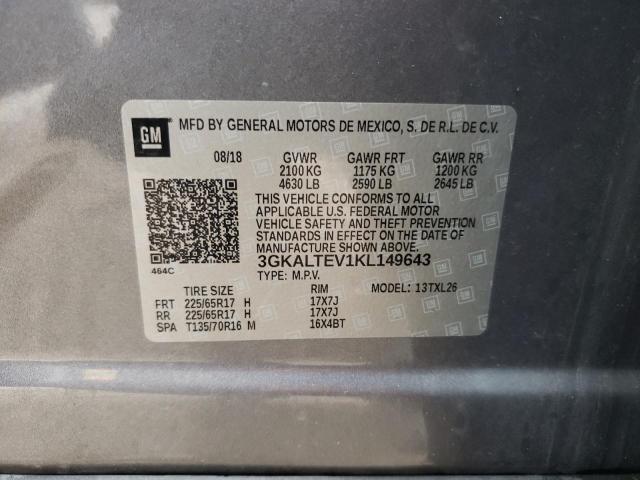 GM MFD BY GENERAL MOTORS DE MEXICO, S. DE R.L. DE C.V.
08/18 GVWR GAWR FRT GAWR RR
2100 KG 1175 KG 1200 KG
4630 LB 2590 LB 2645 LB
THIS VEHICLE CONFORMS TO ALL
APPLICABLE U.S. FEDERAL MOTOR
VEHICLE SAFETY AND THEFT PREVENTION
STANDARDS IN EFFECT ON THE DATE OF
MANUFACTURE SHOWN ABOVE.
464C 3GKALTEV1KL149643
TYPE: M.P.V.
TIRE SIZE RIM MODEL: 13TXL26
FRT 225/65R17 H 17X7J
RR 225/65R17 H 17X7J
SPA T135/70R16 M 16X4BT